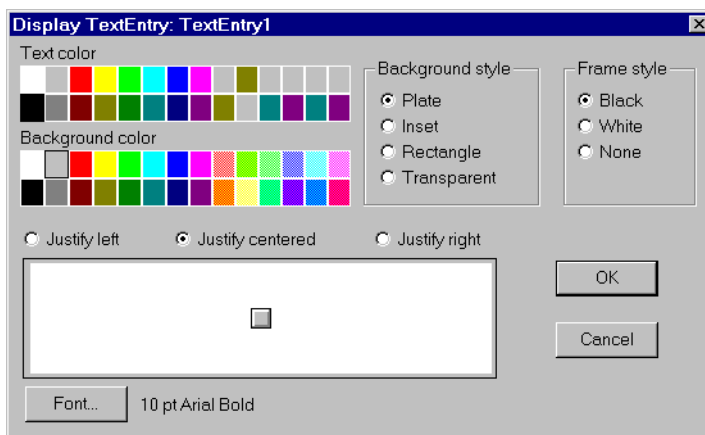 Display TextEntry: TextEntry1
Text color
Background style
Frame style
Plate
Black
Inset
White
Background color
Rectangle
None
Transparent
Justify left
Justify centered
Justify right
OK
Cancel
Font...
10 pt Arial Bold